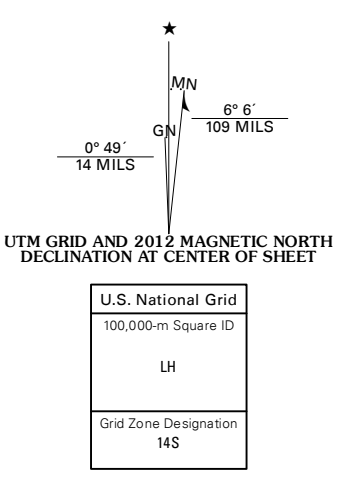 ★
MN
GN
6° 6´
109 MILS
0° 49´
14 MILS
UTM GRID AND 2012 MAGNETIC NORTH
DECLINATION AT CENTER OF SHEET
U.S. National Grid
100,000-m Square ID
LH
Grid Zone Designation
14S